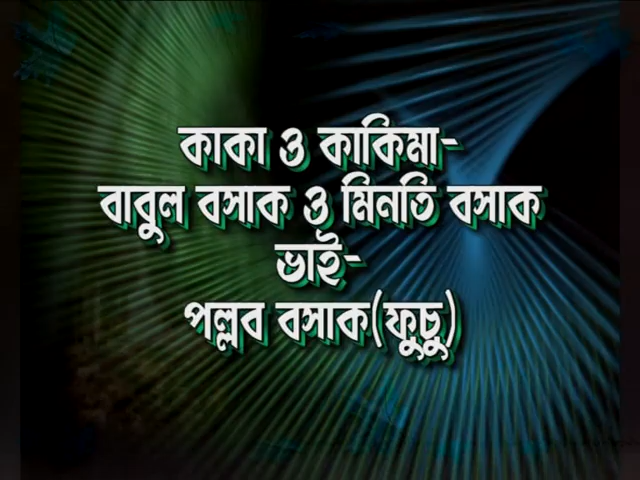 কাকা ও কাকিমা-
বাবুল বসাক ও মিনতি বসাক
ভাই-
পল্লব বসাক(ফুচু)